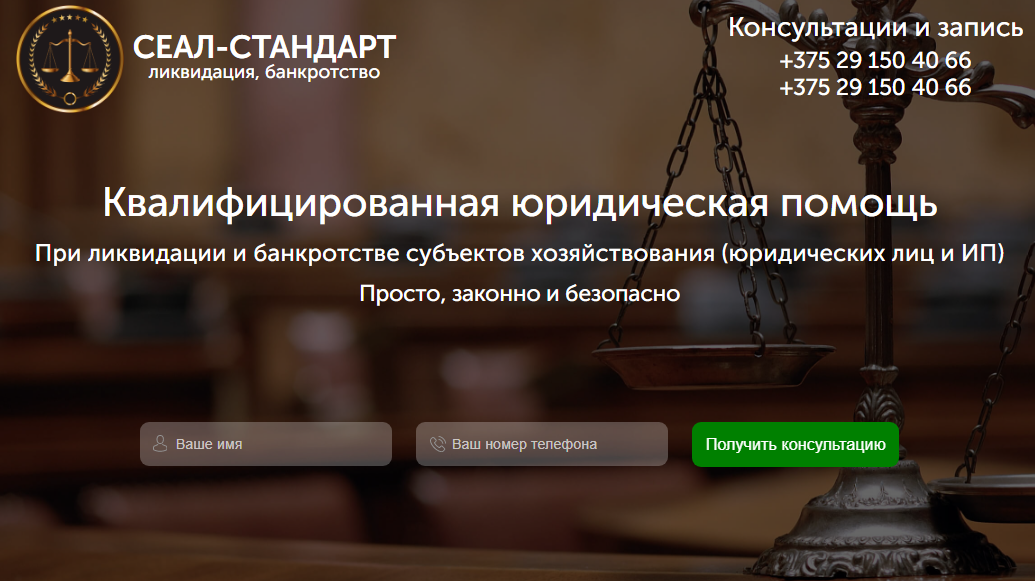 СЕАЛ-СТАНДАРТ
ликвидация, банкротство
Консультации и запись
+375 29 150 40 66
+375 29 150 40 66
Квалифицированная юридическая помощь
При ликвидации и банкротстве субъектов хозяйствования (юридических лиц и ИП)
Просто, законно и безопасно
Ваше имя
Ваш номер телефона
Получить консультацию